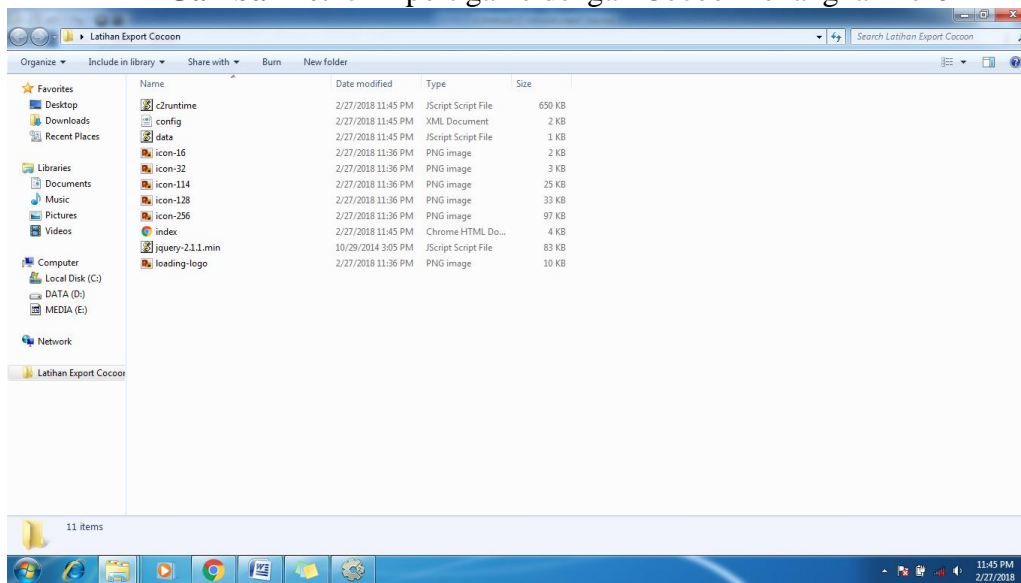 Latihan Export Cocoon
Search Latihan Export Cocoon
Organize
Include in library
Share with
Burn
New folder
Favorites
Desktop
Downloads
Recent Places
Libraries
Documents
Music
Pictures
Videos
Computer
Local Disk (C:)
DATA (D:)
MEDIA (E:)
Network
Latihan Export Cocoon
Name Date modified Type Size
c2runtime 2/27/2018 11:45 PM JScript Script File 650 KB
config 2/27/2018 11:45 PM XML Document 2 KB
data 2/27/2018 11:45 PM JScript Script File 1 KB
icon-16 2/27/2018 11:36 PM PNG image 2 KB
icon-32 2/27/2018 11:36 PM PNG image 3 KB
icon-114 2/27/2018 11:36 PM PNG image 25 KB
icon-128 2/27/2018 11:36 PM PNG image 33 KB
icon-256 2/27/2018 11:36 PM PNG image 97 KB
index 2/27/2018 11:45 PM Chrome HTML Do... 4 KB
jquery-2.1.1.min 10/29/2014 3:05 PM JScript Script File 83 KB
loading-logo 2/27/2018 11:36 PM PNG image 10 KB
11 items
11:45 PM
2/27/2018